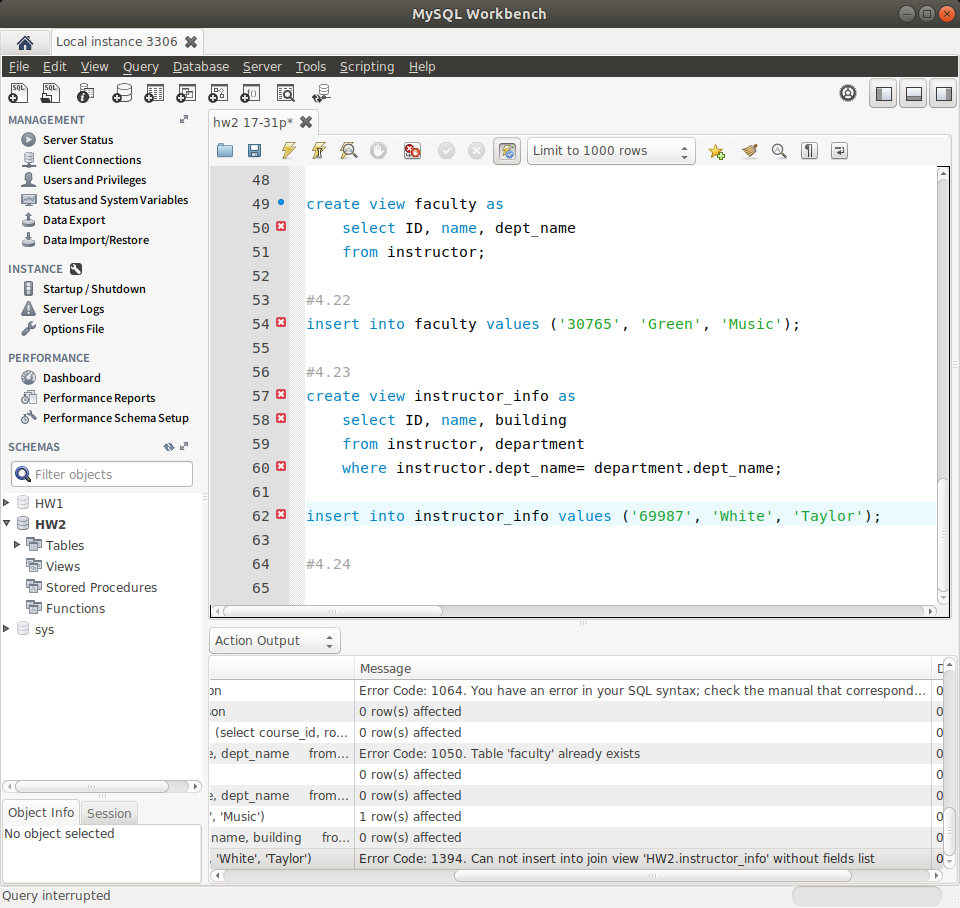 MySQL Workbench
Local instance 3306
File Edit View Query Database Server Tools Scripting Help
MANAGEMENT
Server Status
Client Connections
Users and Privileges
Status and System Variables
Data Export
Data Import/Restore
INSTANCE
Startup / Shutdown
Server Logs
Options File
PERFORMANCE
Dashboard
Performance Reports
Performance Schema Setup
SCHEMAS
Filter objects
HW1
HW2
Tables
Views
Stored Procedures
Functions
sys
Object Info Session
No object selected
hw2 17-31p*
Limit to 1000 rows
48
49 create view faculty as
50 select ID, name, dept_name
51 from instructor;
52
53 #4.22
54 insert into faculty values ('30765', 'Green', 'Music');
55
56 #4.23
57 create view instructor_info as
58 select ID, name, building
59 from instructor, department
60 where instructor.dept_name= department.dept_name;
61
62 insert into instructor_info values ('69987', 'White', 'Taylor');
63
64 #4.24
65
Action Output
Message D
on Error Code: 1064. You have an error in your SQL syntax; check the manual that correspond... 0
son 0 row(s) affected 0
(select course_id, ro... 0 row(s) affected 0
e, dept_name from... Error Code: 1050. Table 'faculty' already exists 0
0 row(s) affected 0
e, dept_name from... 0 row(s) affected 0
', 'Music') 1 row(s) affected 0
name, building fro... 0 row(s) affected 0
, 'White', 'Taylor') Error Code: 1394. Can not insert into join view 'HW2.instructor_info' without fields list 0
Query interrupted